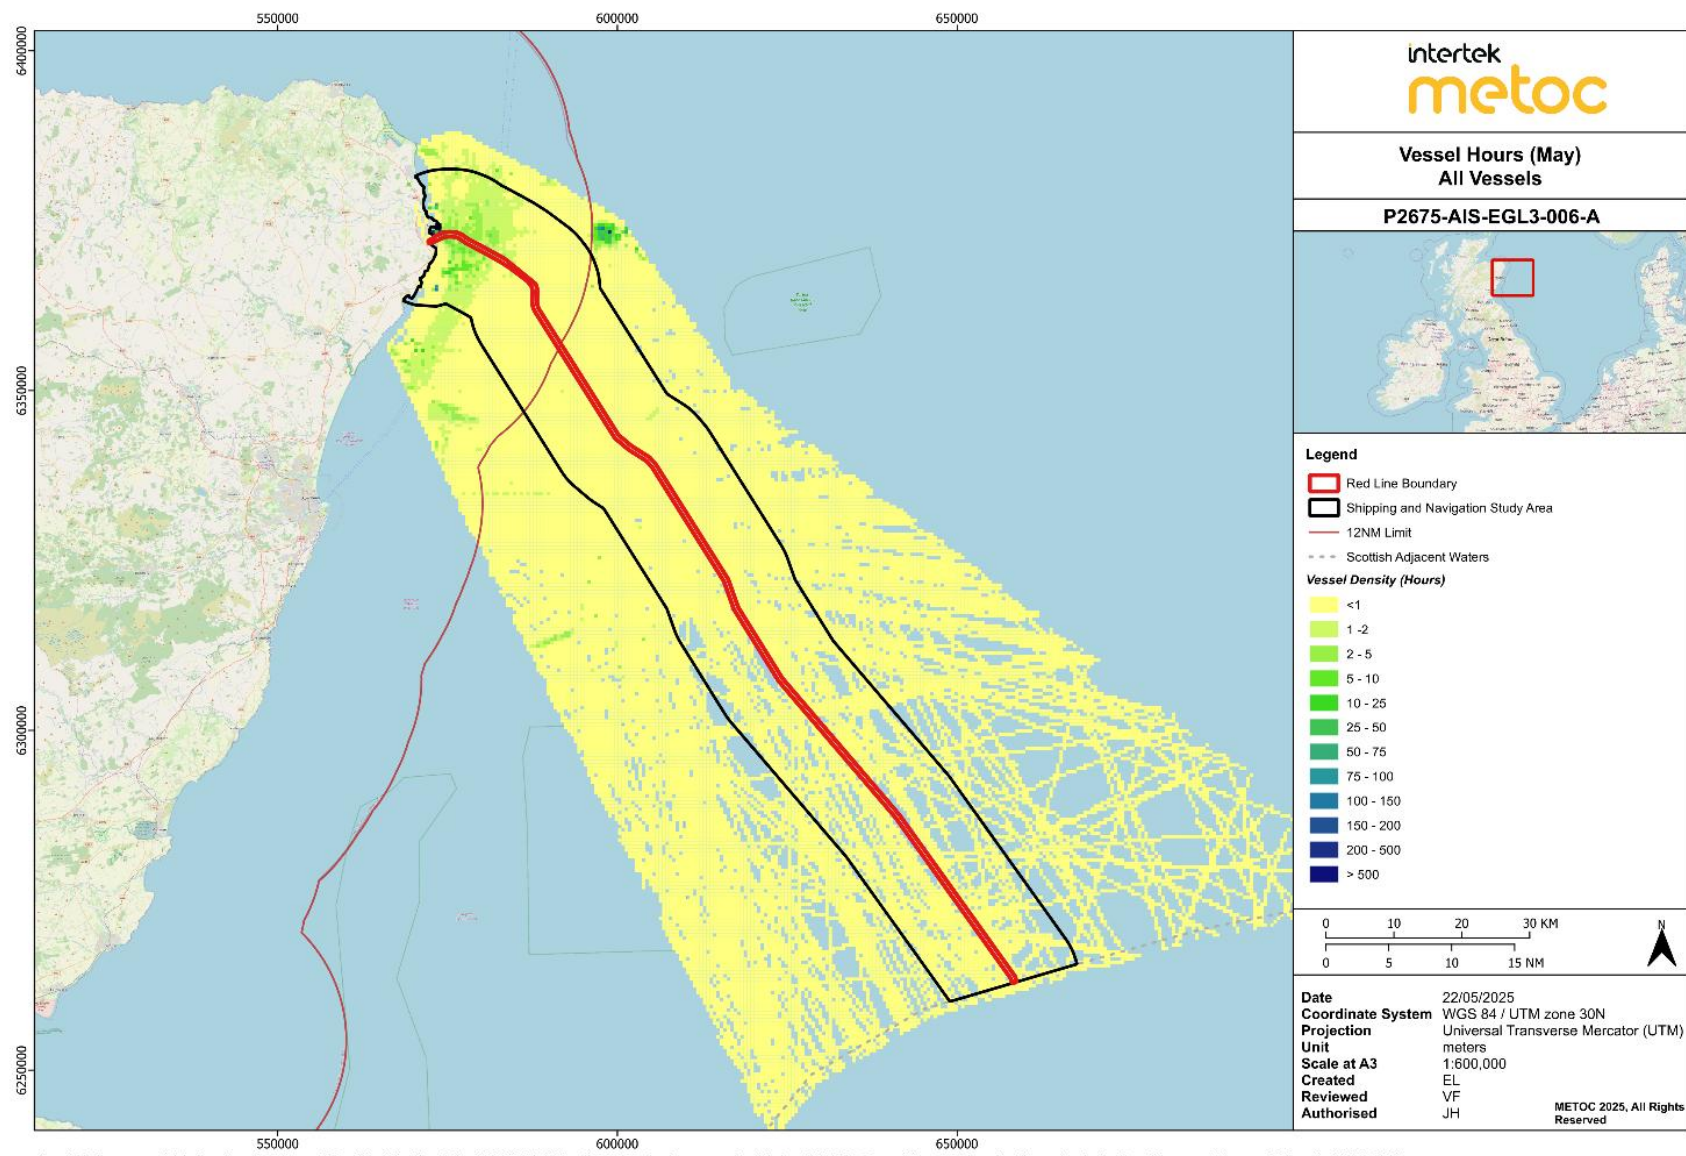 550000
600000
650000
6400000
6350000
6300000
6250000
550000
600000
650000
intertek
metoc
Vessel Hours (May)
All Vessels
P2675-AIS-EGL3-006-A
Legend
Red Line Boundary
Shipping and Navigation Study Area
12NM Limit
Scottish Adjacent Waters
Vessel Density (Hours)
<1
1 -2
2 - 5
5 - 10
10 - 25
25 - 50
50 - 75
75 - 100
100 - 150
150 - 200
200 - 500
> 500
0 10 20 30 KM
0 5 10 15 NM
N
Date 22/05/2025
Coordinate System WGS 84 / UTM zone 30N
Projection Universal Transverse Mercator (UTM)
Unit meters
Scale at A3 1:600,000
Created EL
Reviewed VF
Authorised JH
METOC 2025, All Rights
Reserved